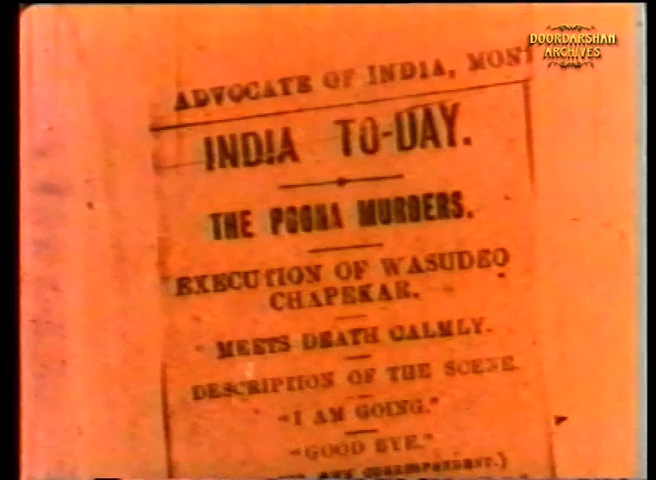 DOORDARSHAN
ARCHIVES
ADVOCATE OF INDIA, MON
INDIA TO-DAY.
THE POONA MURDERS.
EXECUTION OF WASUDEO
CHAPEKAR.
MEETS DEATH CALMLY.
DESCRIPTION OF THE SCENE.
"I AM GOING."
"GOOD BYE."
CORRESPONDENT.)